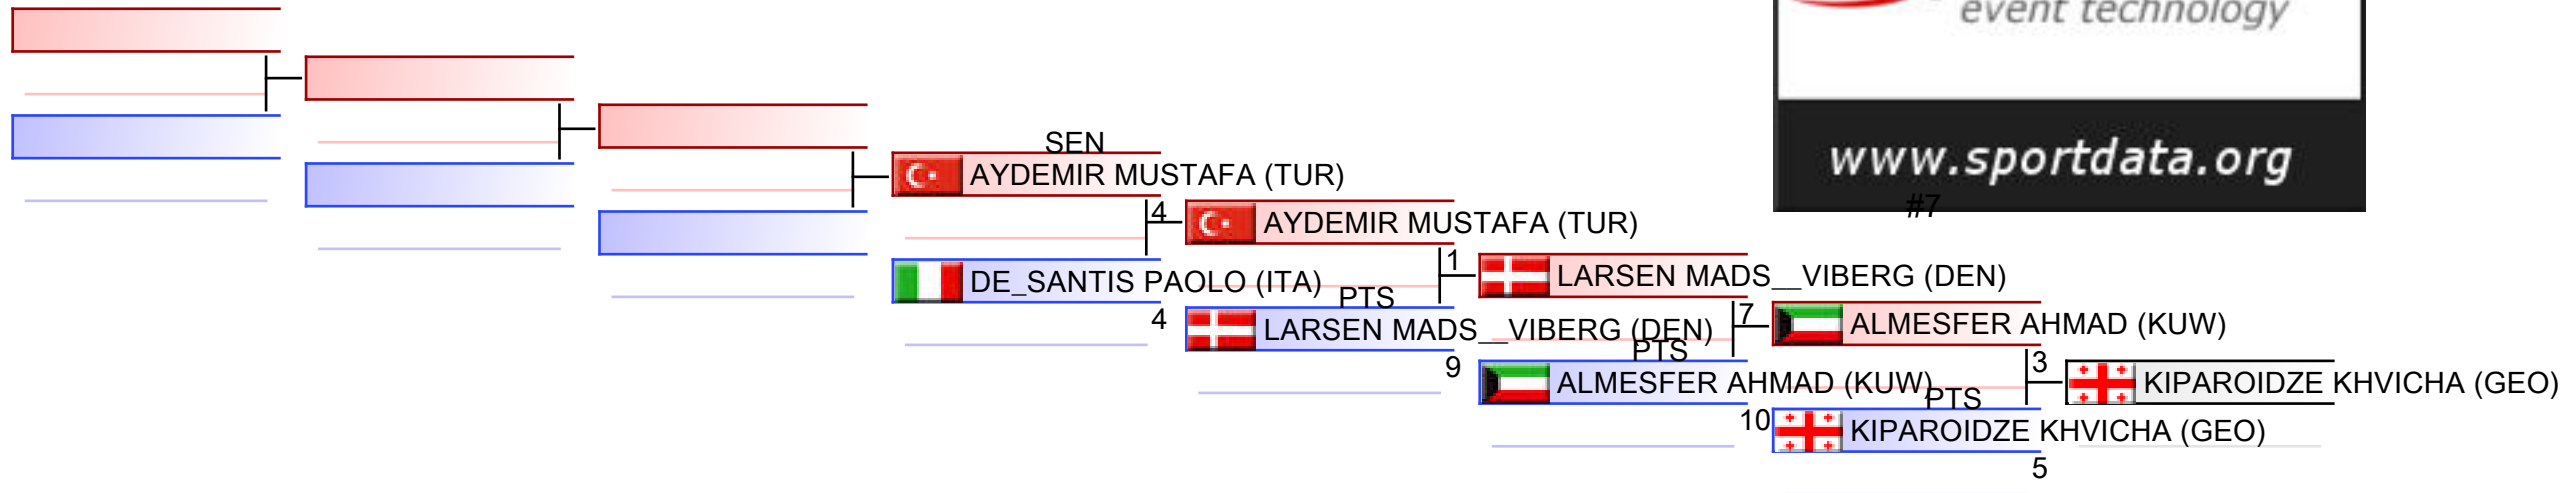 event technology
www.sportdata.org
#7
SEN
AYDEMIR MUSTAFA (TUR)
4
AYDEMIR MUSTAFA (TUR)
DE_SANTIS PAOLO (ITA)
4
1
LARSEN MADS__VIBERG (DEN)
PTS
LARSEN MADS__VIBERG (DEN)
9
7
ALMESFER AHMAD (KUW)
PTS
ALMESFER AHMAD (KUW)
10
3
KIPAROIDZE KHVICHA (GEO)
PTS
KIPAROIDZE KHVICHA (GEO)
5